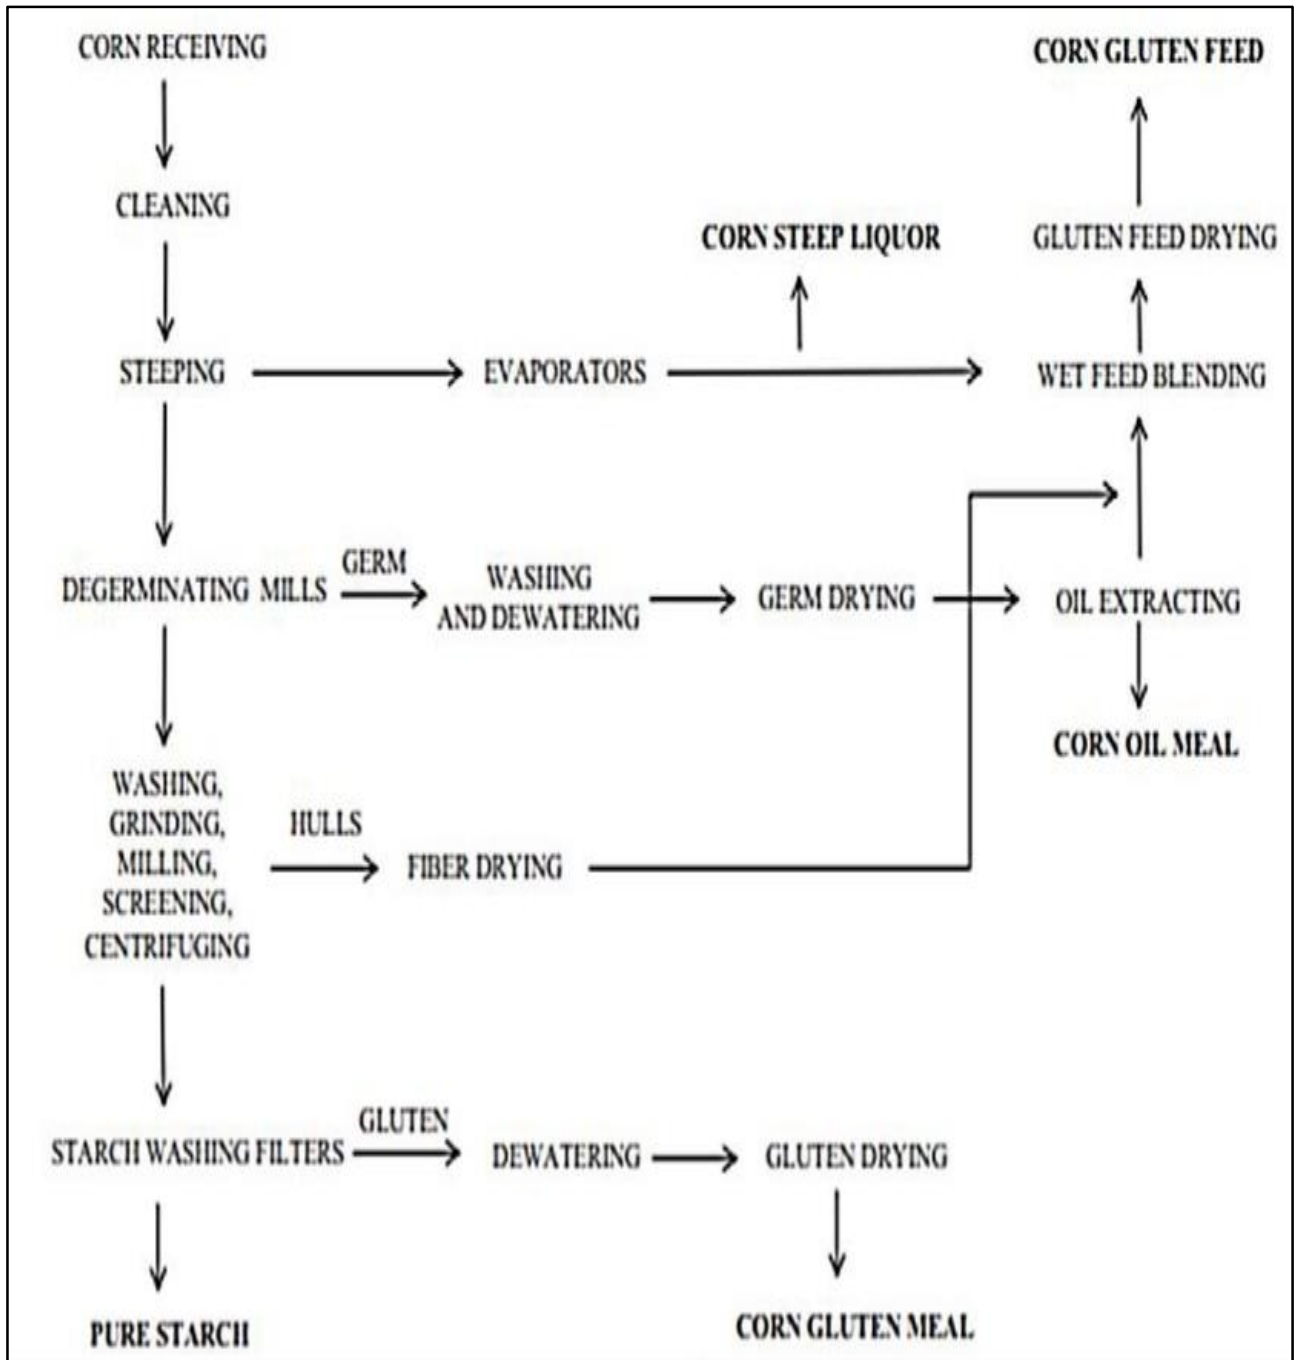 CORN RECEIVING
CORN GLUTEN FEED
CLEANING
CORN STEEP LIQUOR
GLUTEN FEED DRYING
STEEPING
EVAPORATORS
WET FEED BLENDING
DEGERMINATING MILLS
GERM
WASHING
AND DEWATERING
GERM DRYING
OIL EXTRACTING
CORN OIL MEAL
WASHING,
GRINDING,
MILLING,
SCREENING,
CENTRIFUGING
HULLS
FIBER DRYING
STARCH WASHING FILTERS
GLUTEN
DEWATERING
GLUTEN DRYING
PURE STARCH
CORN GLUTEN MEAL